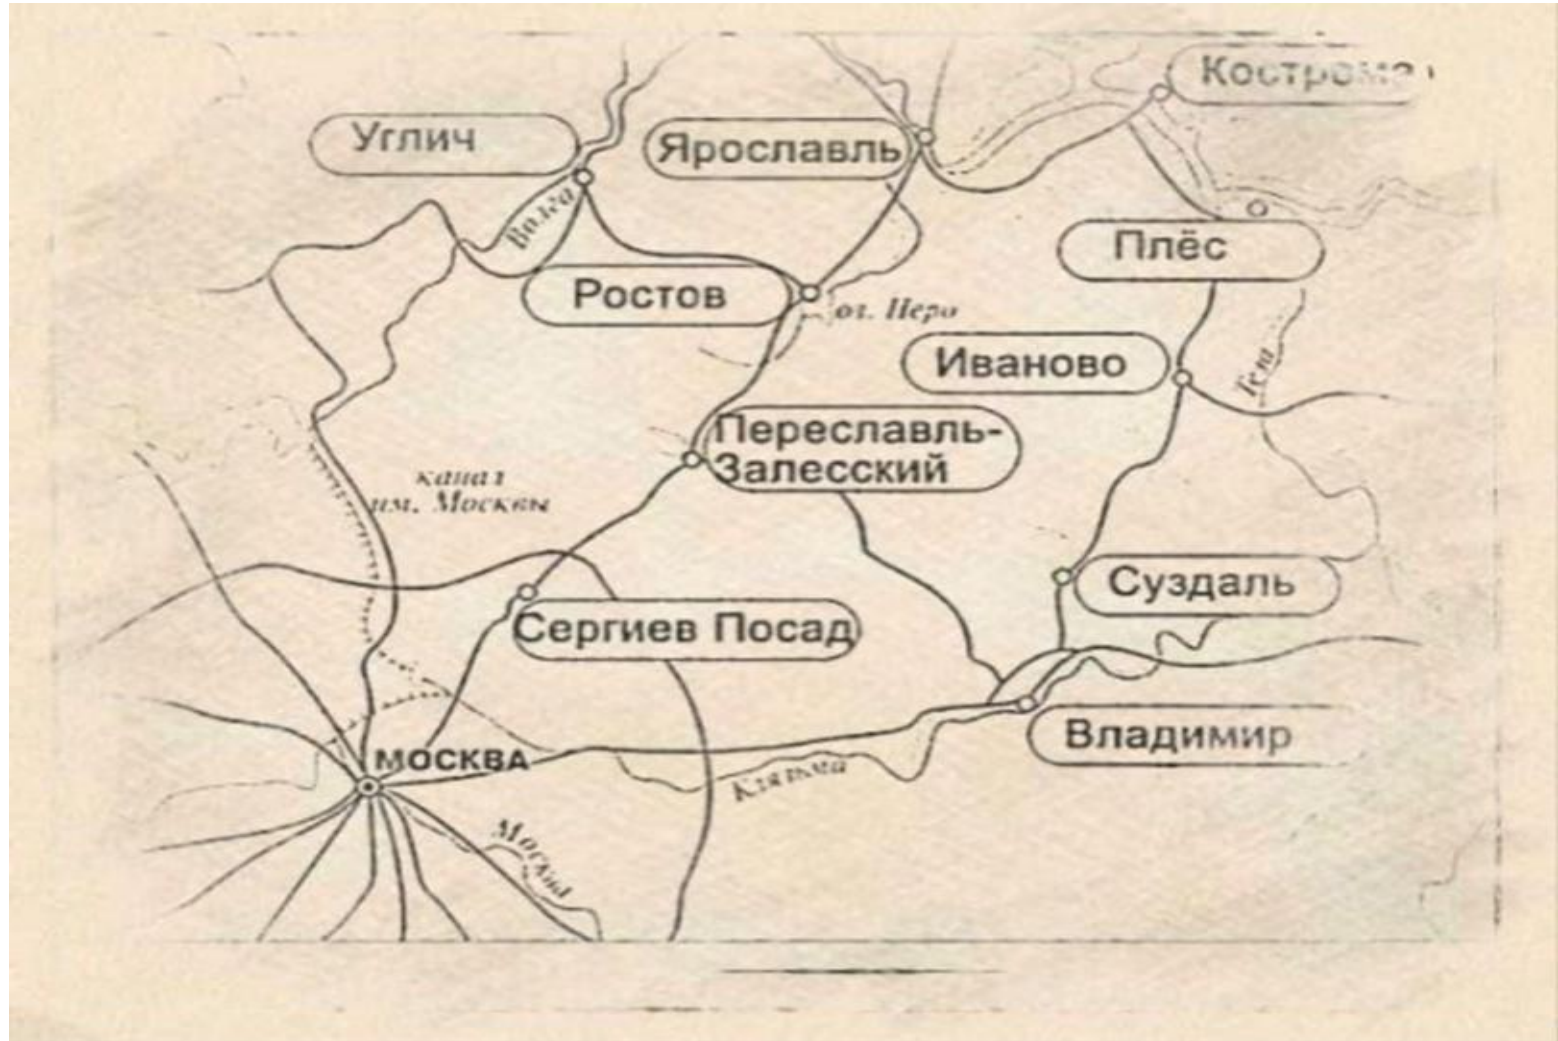 Кострома
Углич
Ярославль
Волга
Плёс
Ростов
оз. Неро
Иваново
Теза
Переславль-
Залесский
канал
им. Москвы
Суздаль
Сергиев Посад
Владимир
МОСКВА
Клязьма
Москва